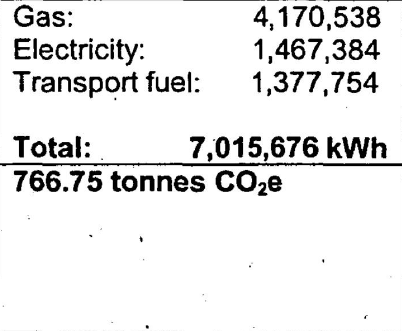 Gas: 4,170,538
Electricity: 1,467,384
Transport fuel: 1,377,754
Total: 7,015,676 kWh
766.75 tonnes CO₂e